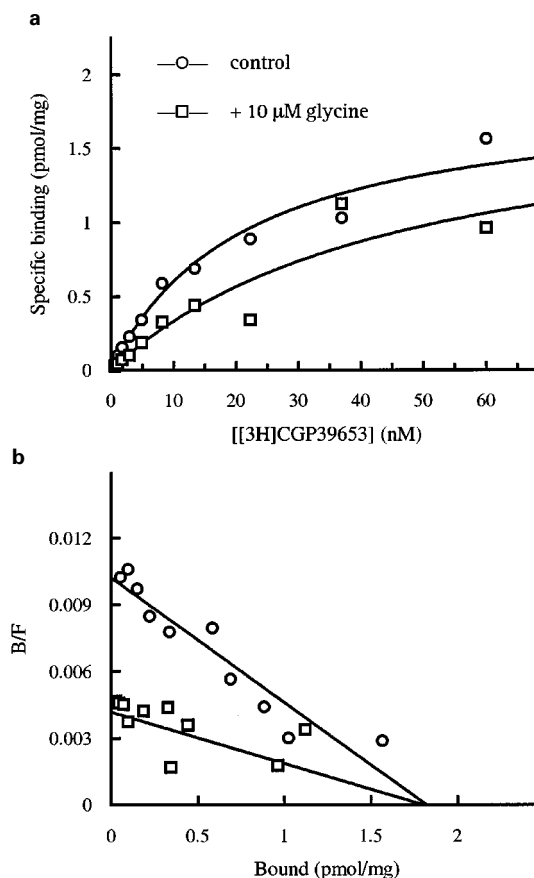 a
2
1.5
1
0.5
0
Specific binding (pmol/mg)
control
+ 10 µM glycine
0 10 20 30 40 50 60
[[3H]CGP39653] (nM)
b
0.012
0.009
0.006
0.003
0
B/F
0 0.5 1 1.5 2
Bound (pmol/mg)